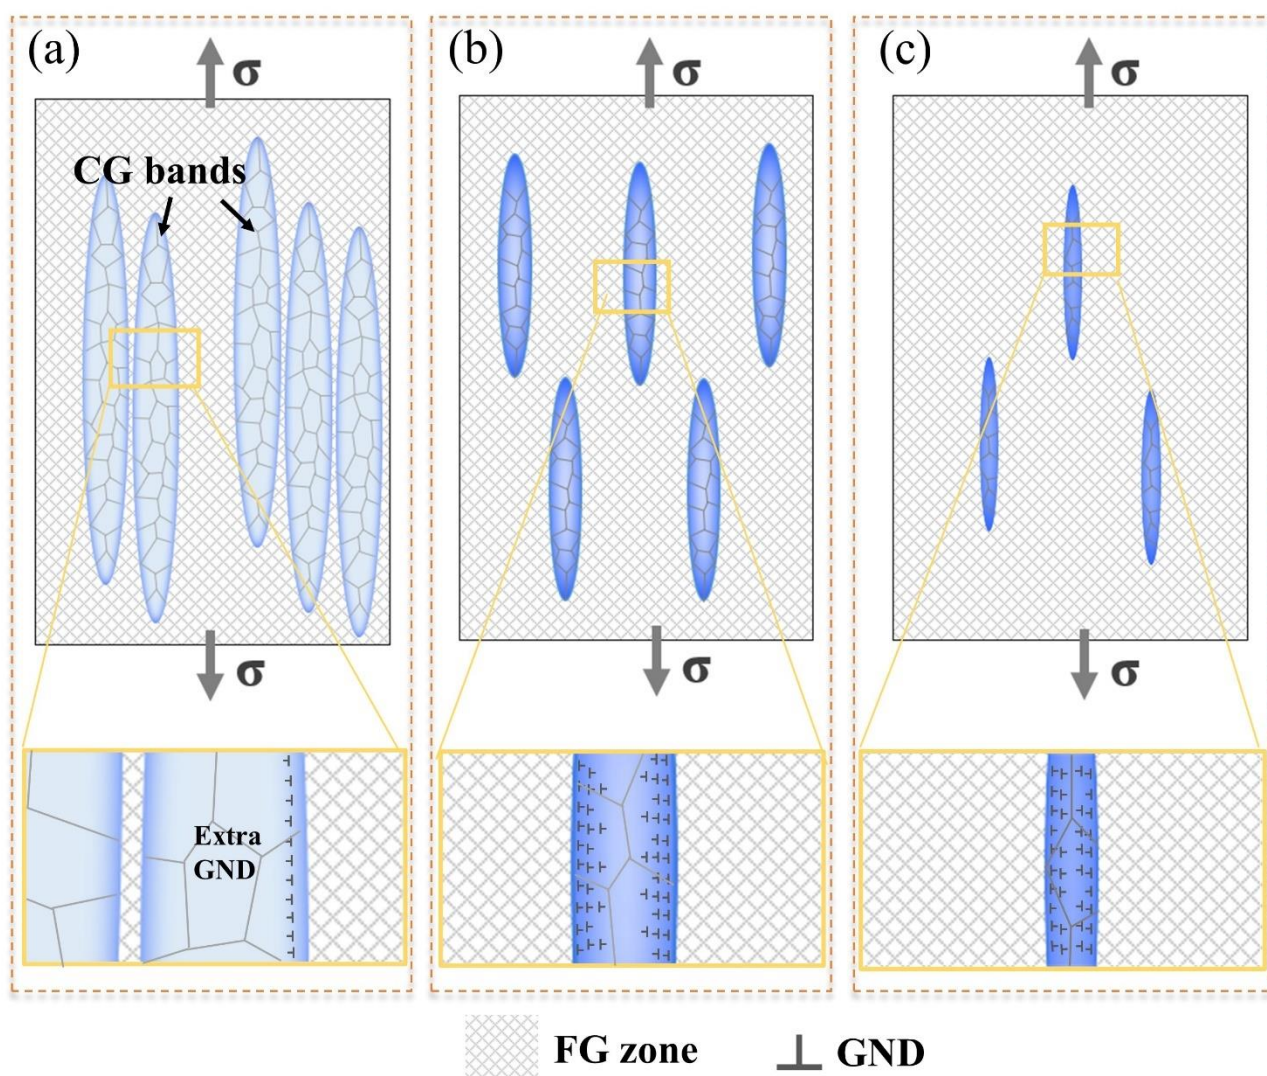 (a)
(b)
(c)
σ
σ
σ
CG bands
σ
σ
σ
Extra
GND
FG zone
GND